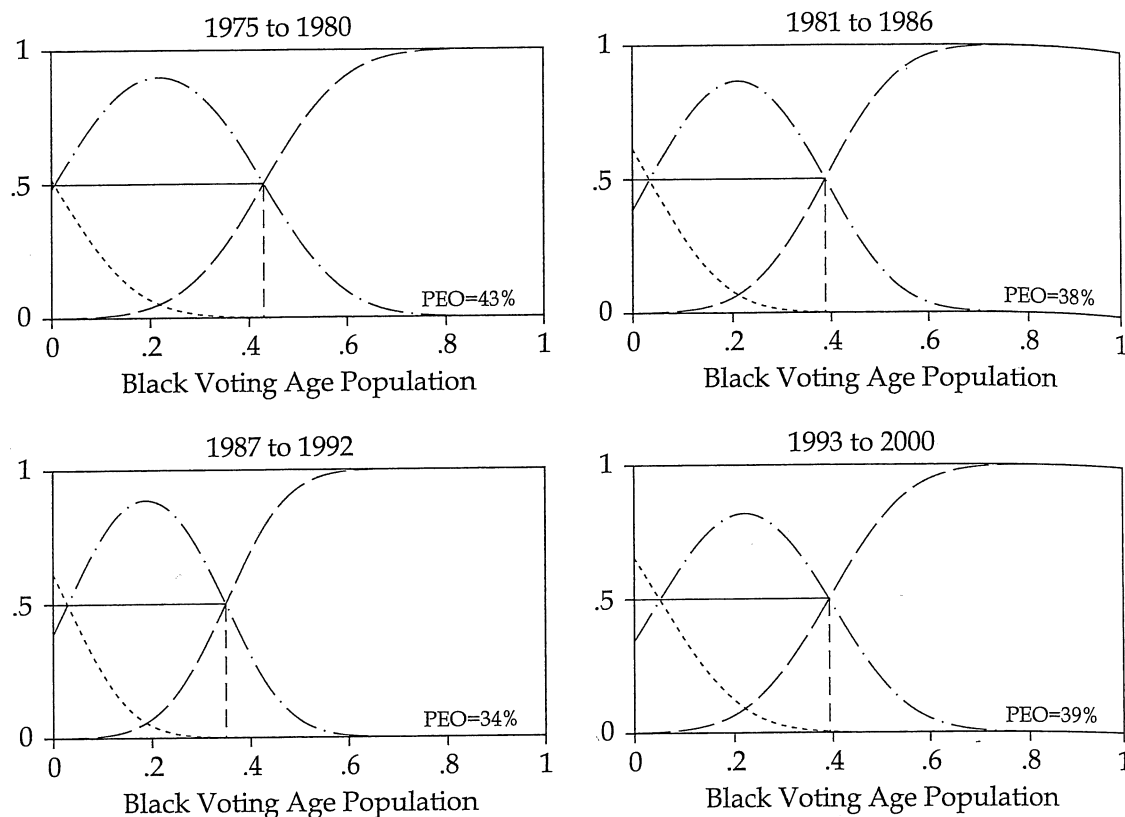 1975 to 1980
1
.5
0
PEO=43%
0 .2 .4 .6 .8 1
Black Voting Age Population
1981 to 1986
1
.5
0
PEO=38%
0 .2 .4 .6 .8 1
Black Voting Age Population
1987 to 1992
1
.5
0
PEO=34%
0 .2 .4 .6 .8 1
Black Voting Age Population
1993 to 2000
1
.5
0
PEO=39%
0 .2 .4 .6 .8 1
Black Voting Age Population